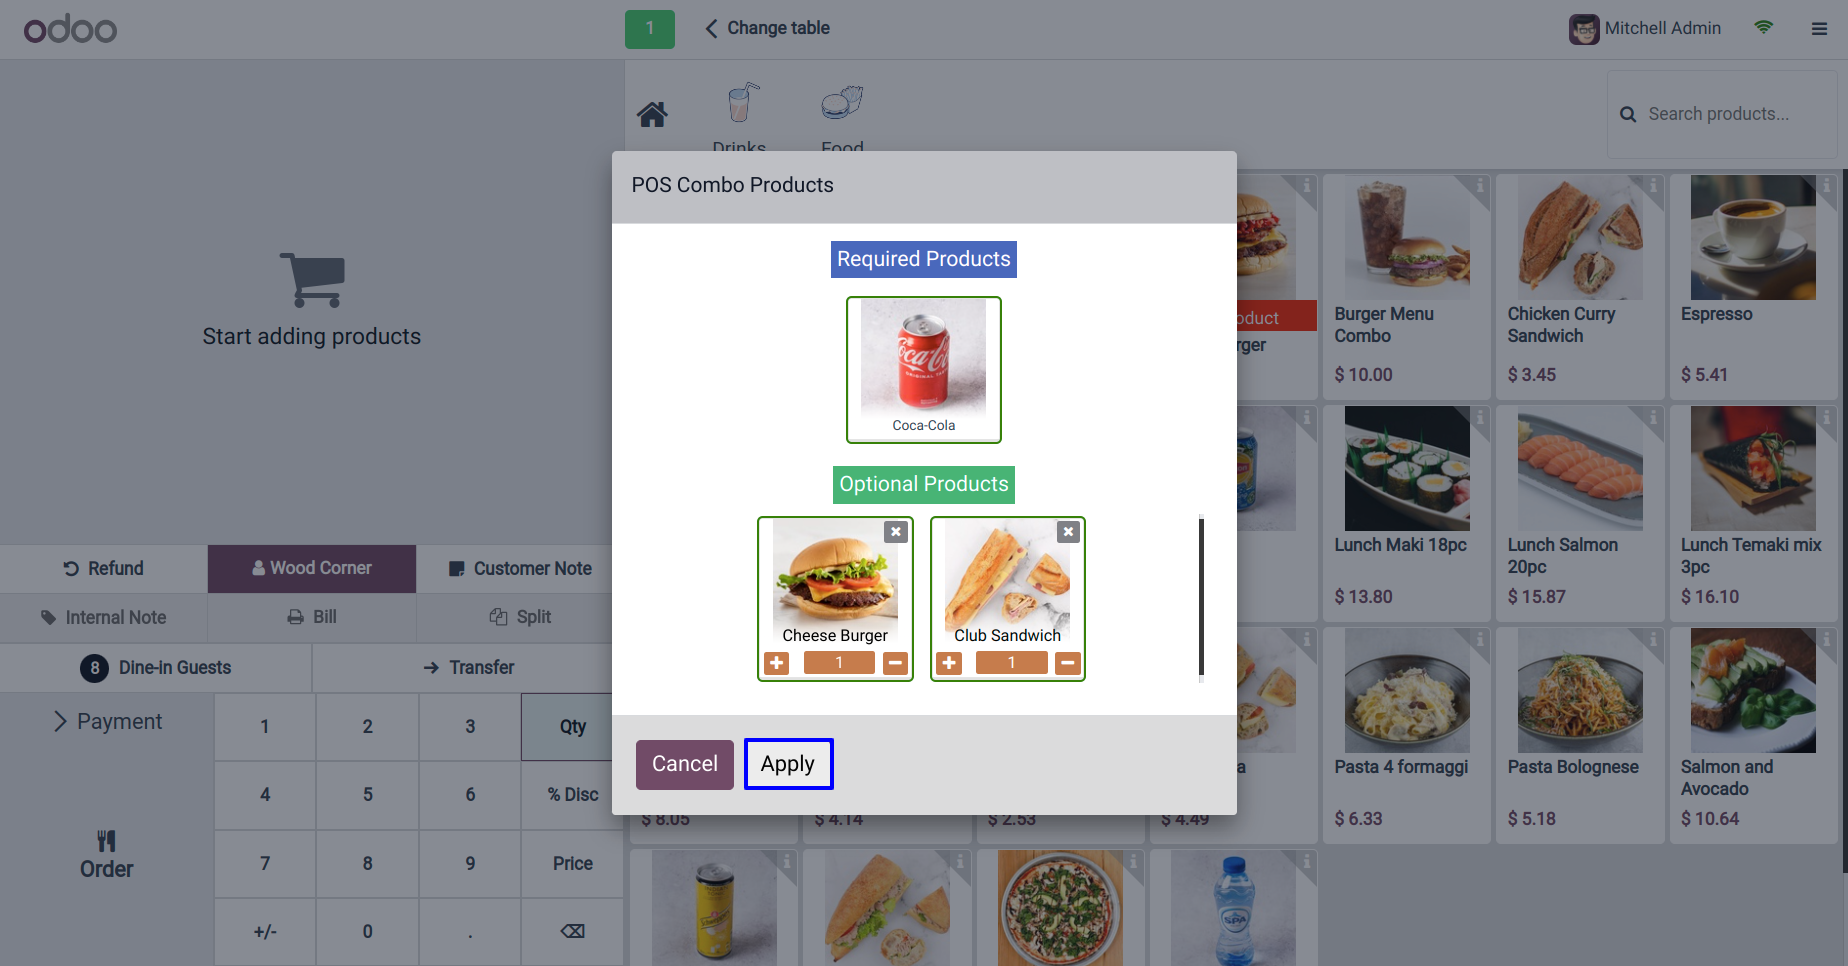 odoo
1
Change table
Mitchell Admin
Drinks
Food
Search products...
Start adding products
POS Combo Products
Required Products
Coca-Cola
Optional Products
Cheese Burger
1
Club Sandwich
1
Cancel
Apply
Burger Menu
Combo
$ 10.00
Chicken Curry
Sandwich
$ 3.45
Espresso
$ 5.41
Lunch Maki 18pc
$ 13.80
Lunch Salmon
20pc
$ 15.87
Lunch Temaki mix
3pc
$ 16.10
Pasta 4 formaggi
$ 6.33
Pasta Bolognese
$ 5.18
Salmon and
Avocado
$ 10.64
$ 8.05
$ 4.14
$ 2.53
$ 4.49
Refund
Wood Corner
Customer Note
Internal Note
Bill
Split
8 Dine-in Guests
Transfer
Payment
Order
1 2 3 Qty
4 5 6 % Disc
7 8 9 Price
+/- 0 .